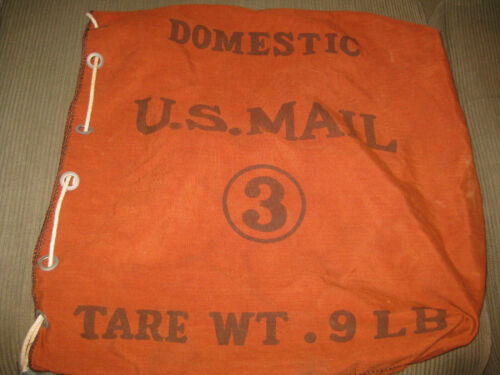 DOMESTIC
U.S. MAIL
3
TARE WT .9 LB